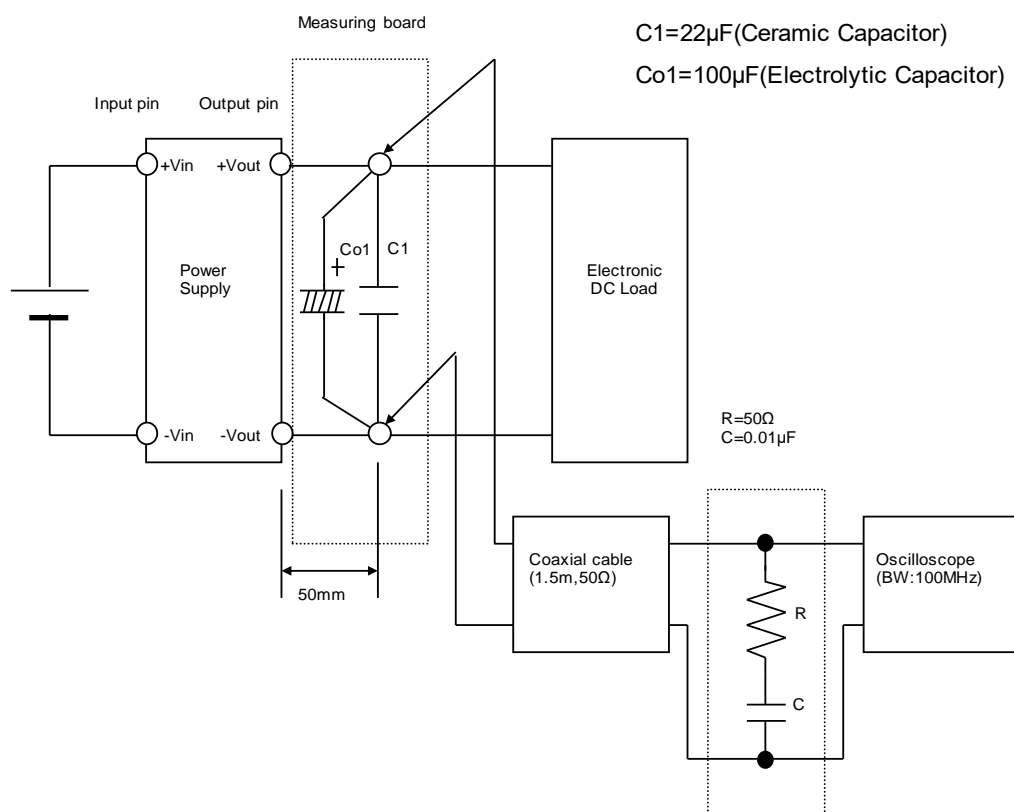 Measuring board
C1=22µF(Ceramic Capacitor)
Co1=100µF(Electrolytic Capacitor)
Input pin
Output pin
+Vin
+Vout
Co1
C1
+
Power
Supply
Electronic
DC Load
-Vin
-Vout
R=50Ω
C=0.01µF
50mm
Coaxial cable
(1.5m,50Ω)
Oscilloscope
(BW:100MHz)
R
C